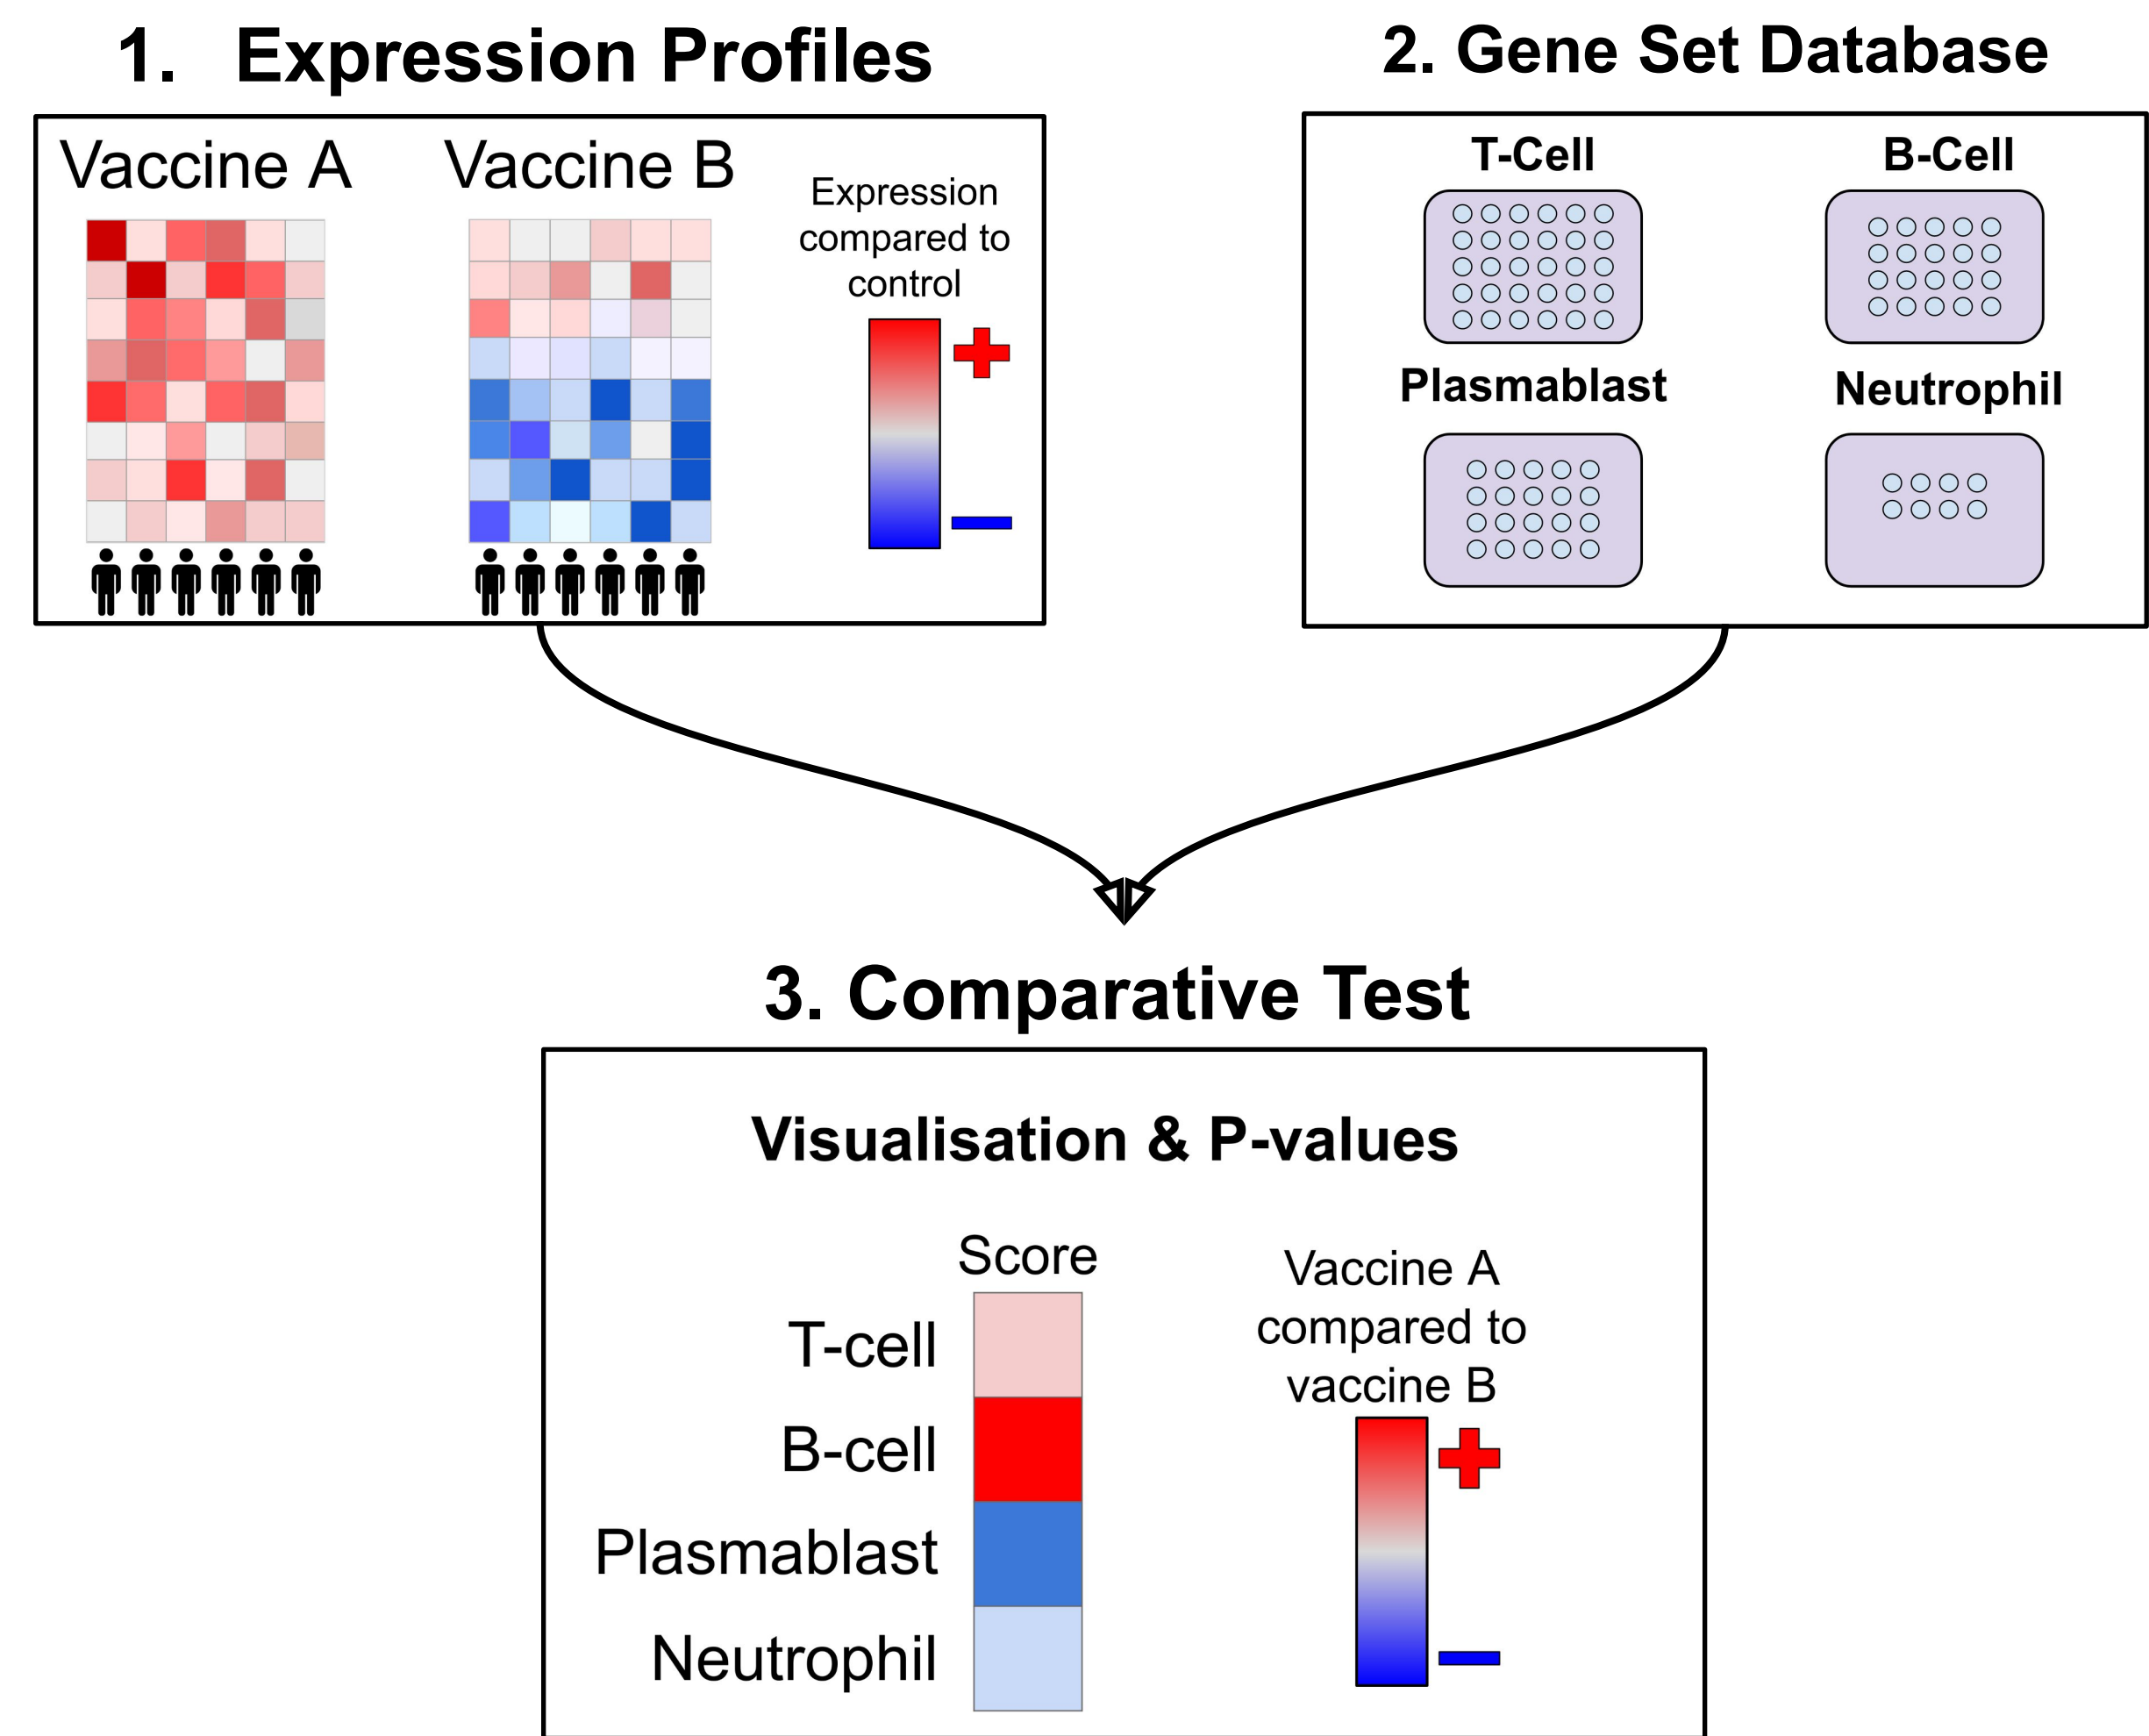 1. Expression Profiles
Vaccine A
Vaccine B
Expression
compared to
control
2. Gene Set Database
T-Cell
B-Cell
Plasmablast
Neutrophil
3. Comparative Test
Visualisation & P-values
Score
T-cell
B-cell
Plasmablast
Neutrophil
Vaccine A
compared to
vaccine B